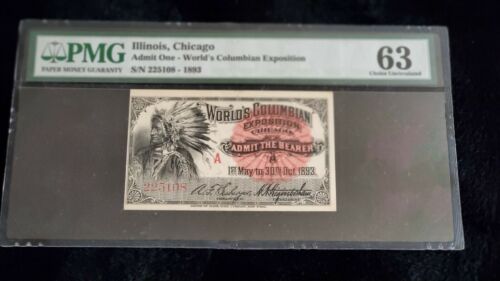 PMG
PAPER MONEY GUARANTY
Illinois, Chicago
Admit One - World's Columbian Exposition
S/N 225108 - 1893
63
Choice Uncirculated
WORLD'S COLUMBIAN
EXPOSITION
CHICAGO
ADMIT THE BEARER
A
1ST May to 30TH Oct. 1893.
225108